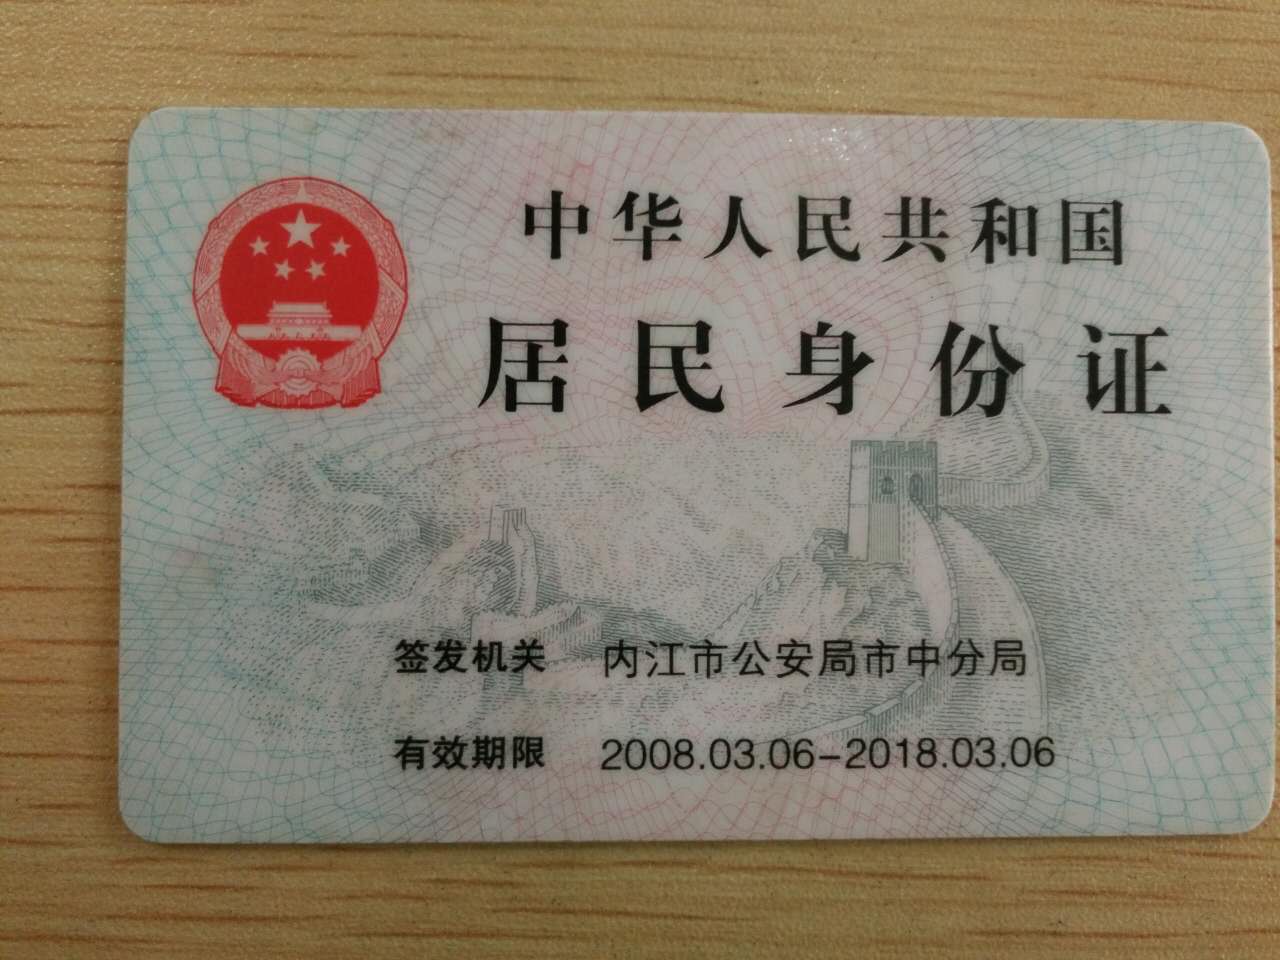 中华人民共和国
居民身份证
签发机关 内江市公安局市中分局
有效期限 2008.03.06-2018.03.06